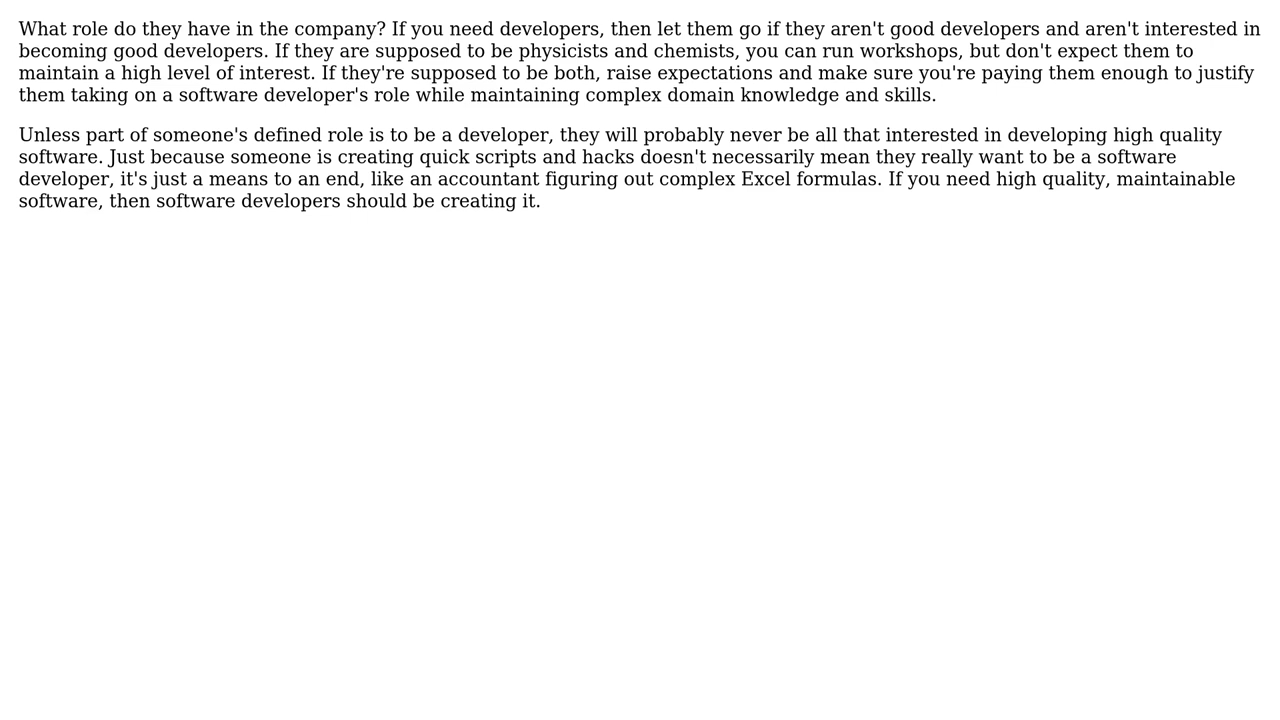 What role do they have in the company? If you need developers, then let them go if they aren't good developers and aren't interested in
becoming good developers. If they are supposed to be physicists and chemists, you can run workshops, but don't expect them to
maintain a high level of interest. If they're supposed to be both, raise expectations and make sure you're paying them enough to justify
them taking on a software developer's role while maintaining complex domain knowledge and skills.
Unless part of someone's defined role is to be a developer, they will probably never be all that interested in developing high quality
software. Just because someone is creating quick scripts and hacks doesn't necessarily mean they really want to be a software
developer, it's just a means to an end, like an accountant figuring out complex Excel formulas. If you need high quality, maintainable
software, then software developers should be creating it.